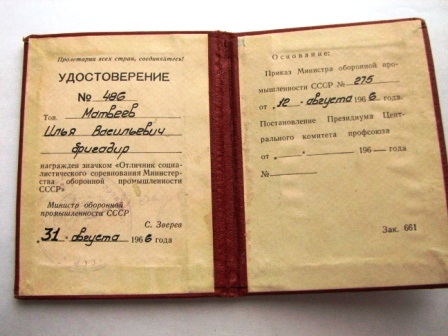 Пролетарии всех стран, соединяйтесь!
УДОСТОВЕРЕНИЕ
№ 486
Тов. Матвеев
Илья Васильевич
бригадир
награжден значком «Отличник социа-
листического соревнования Министер-
ства оборонной промышленности
СССР»
Министр оборонной
промышленности СССР
С. Зверев
„31 “ августа 1966 года
Основание:
Приказ Министра оборонной про-
мышленности СССР № 275
от „12 “ августа 1966 года.
Постановление Президиума Цент-
рального комитета профсоюза
от „ “ 196 года
№
Зак. 661